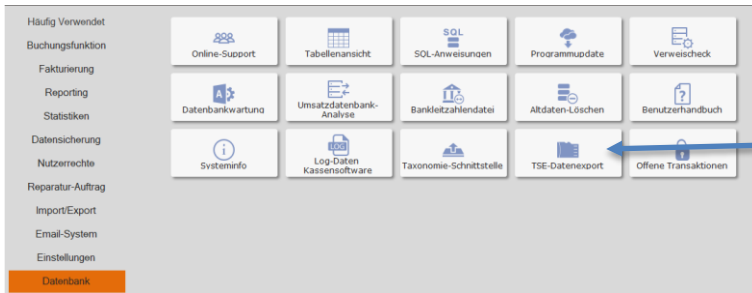 Häufig Verwendet
Buchungsfunktion
Fakturierung
Reporting
Statistiken
Datensicherung
Nutzerrechte
Reparatur-Auftrag
Import/Export
Email-System
Einstellungen
Datenbank
Online-Support
Tabellenansicht
SQL
SQL-Anweisungen
Programmupdate
Verweischeck
A
Datenbankwartung
Umsatzdatenbank-
Analyse
Bankleitzahlendatei
Altdaten-Löschen
?
Benutzerhandbuch
i
Systeminfo
LOG
Log-Daten
Kassensoftware
Taxonomie-Schnittstelle
TSE-Datenexport
Offene Transaktionen